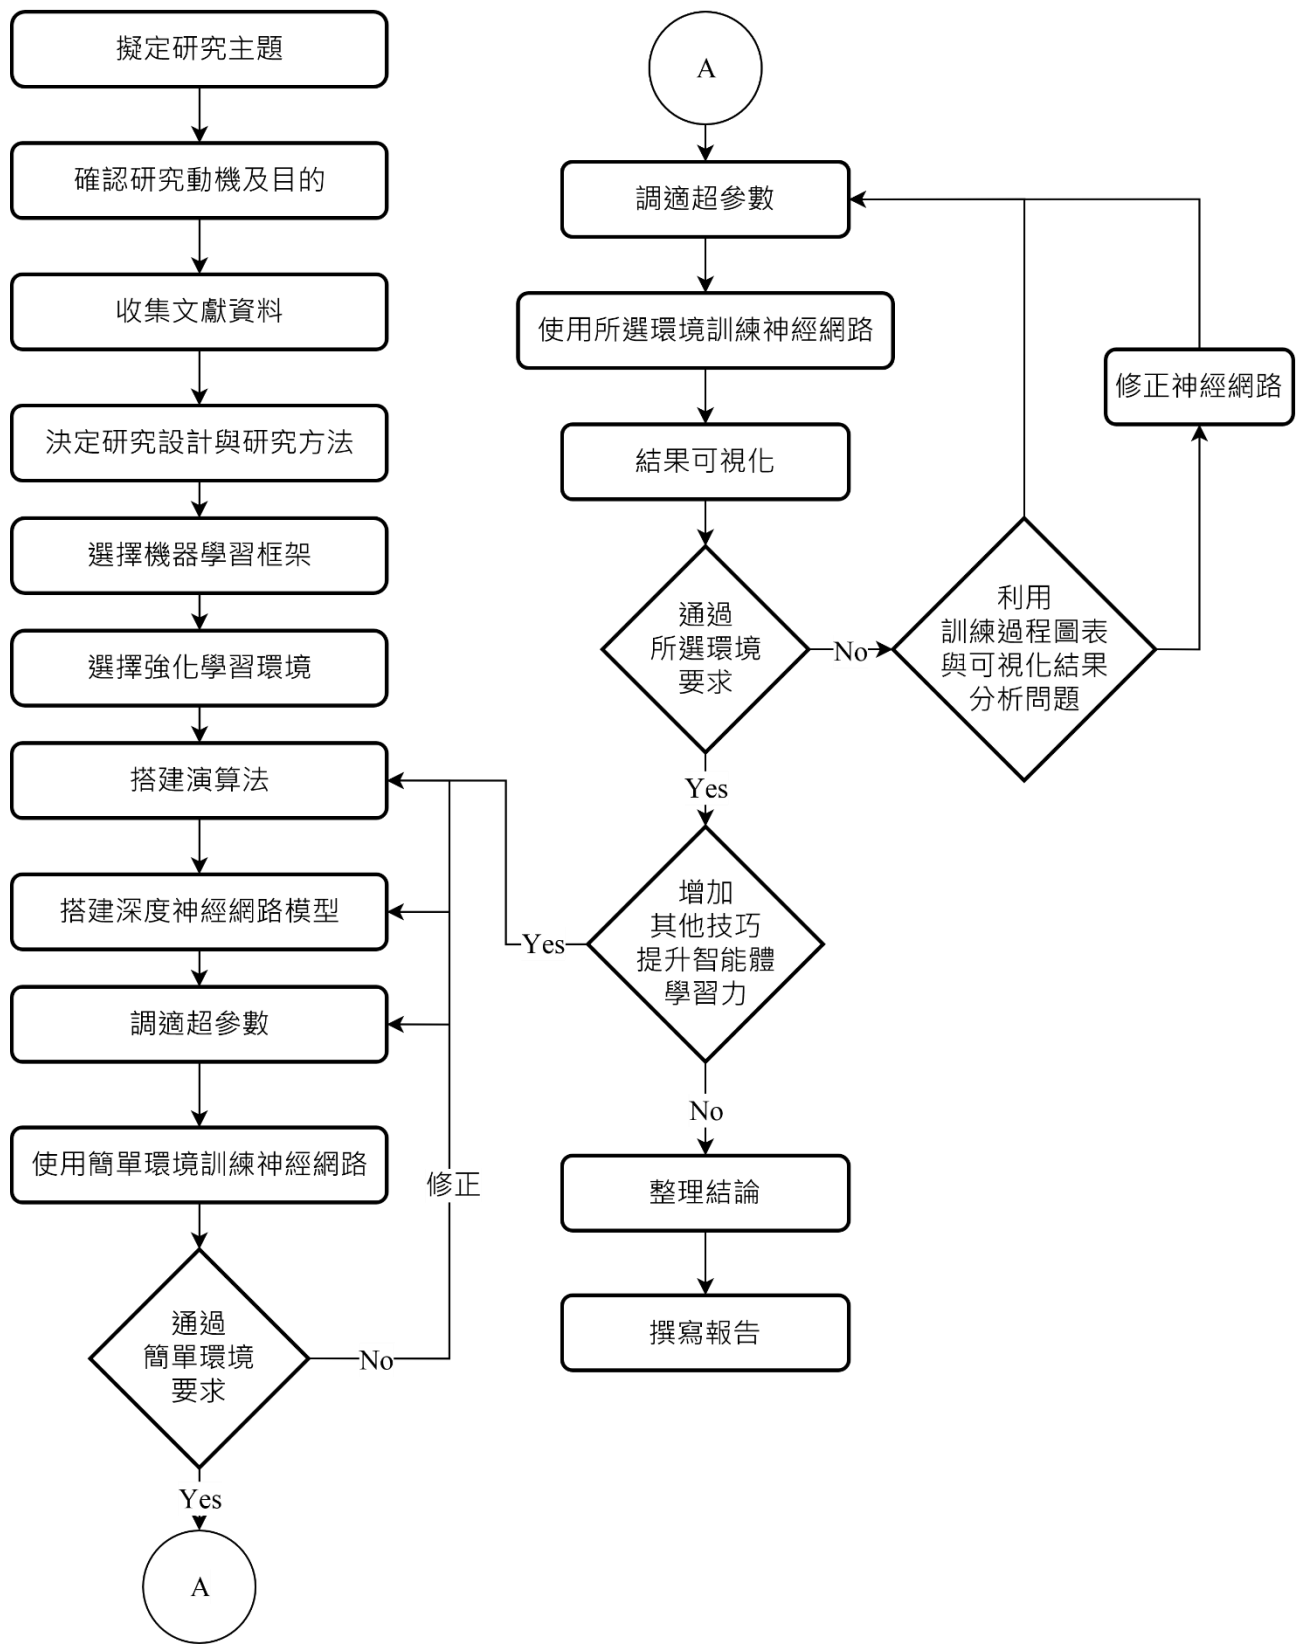 擬定研究主題
確認研究動機及目的
收集文獻資料
決定研究設計與研究方法
選擇機器學習框架
選擇強化學習環境
搭建演算法
搭建深度神經網路模型
調適超參數
使用簡單環境訓練神經網路
修正
通過
簡單環境
要求
No
Yes
A
A
調適超參數
使用所選環境訓練神經網路
修正神經網路
結果可視化
通過
所選環境
要求
No
利用
訓練過程圖表
與可視化結果
分析問題
Yes
增加
其他技巧
提升智能體
學習力
Yes
No
整理結論
撰寫報告